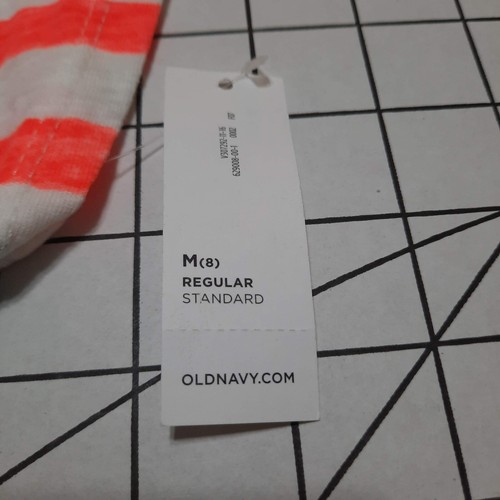 M(8)
REGULAR
STANDARD
OLDNAVY.COM